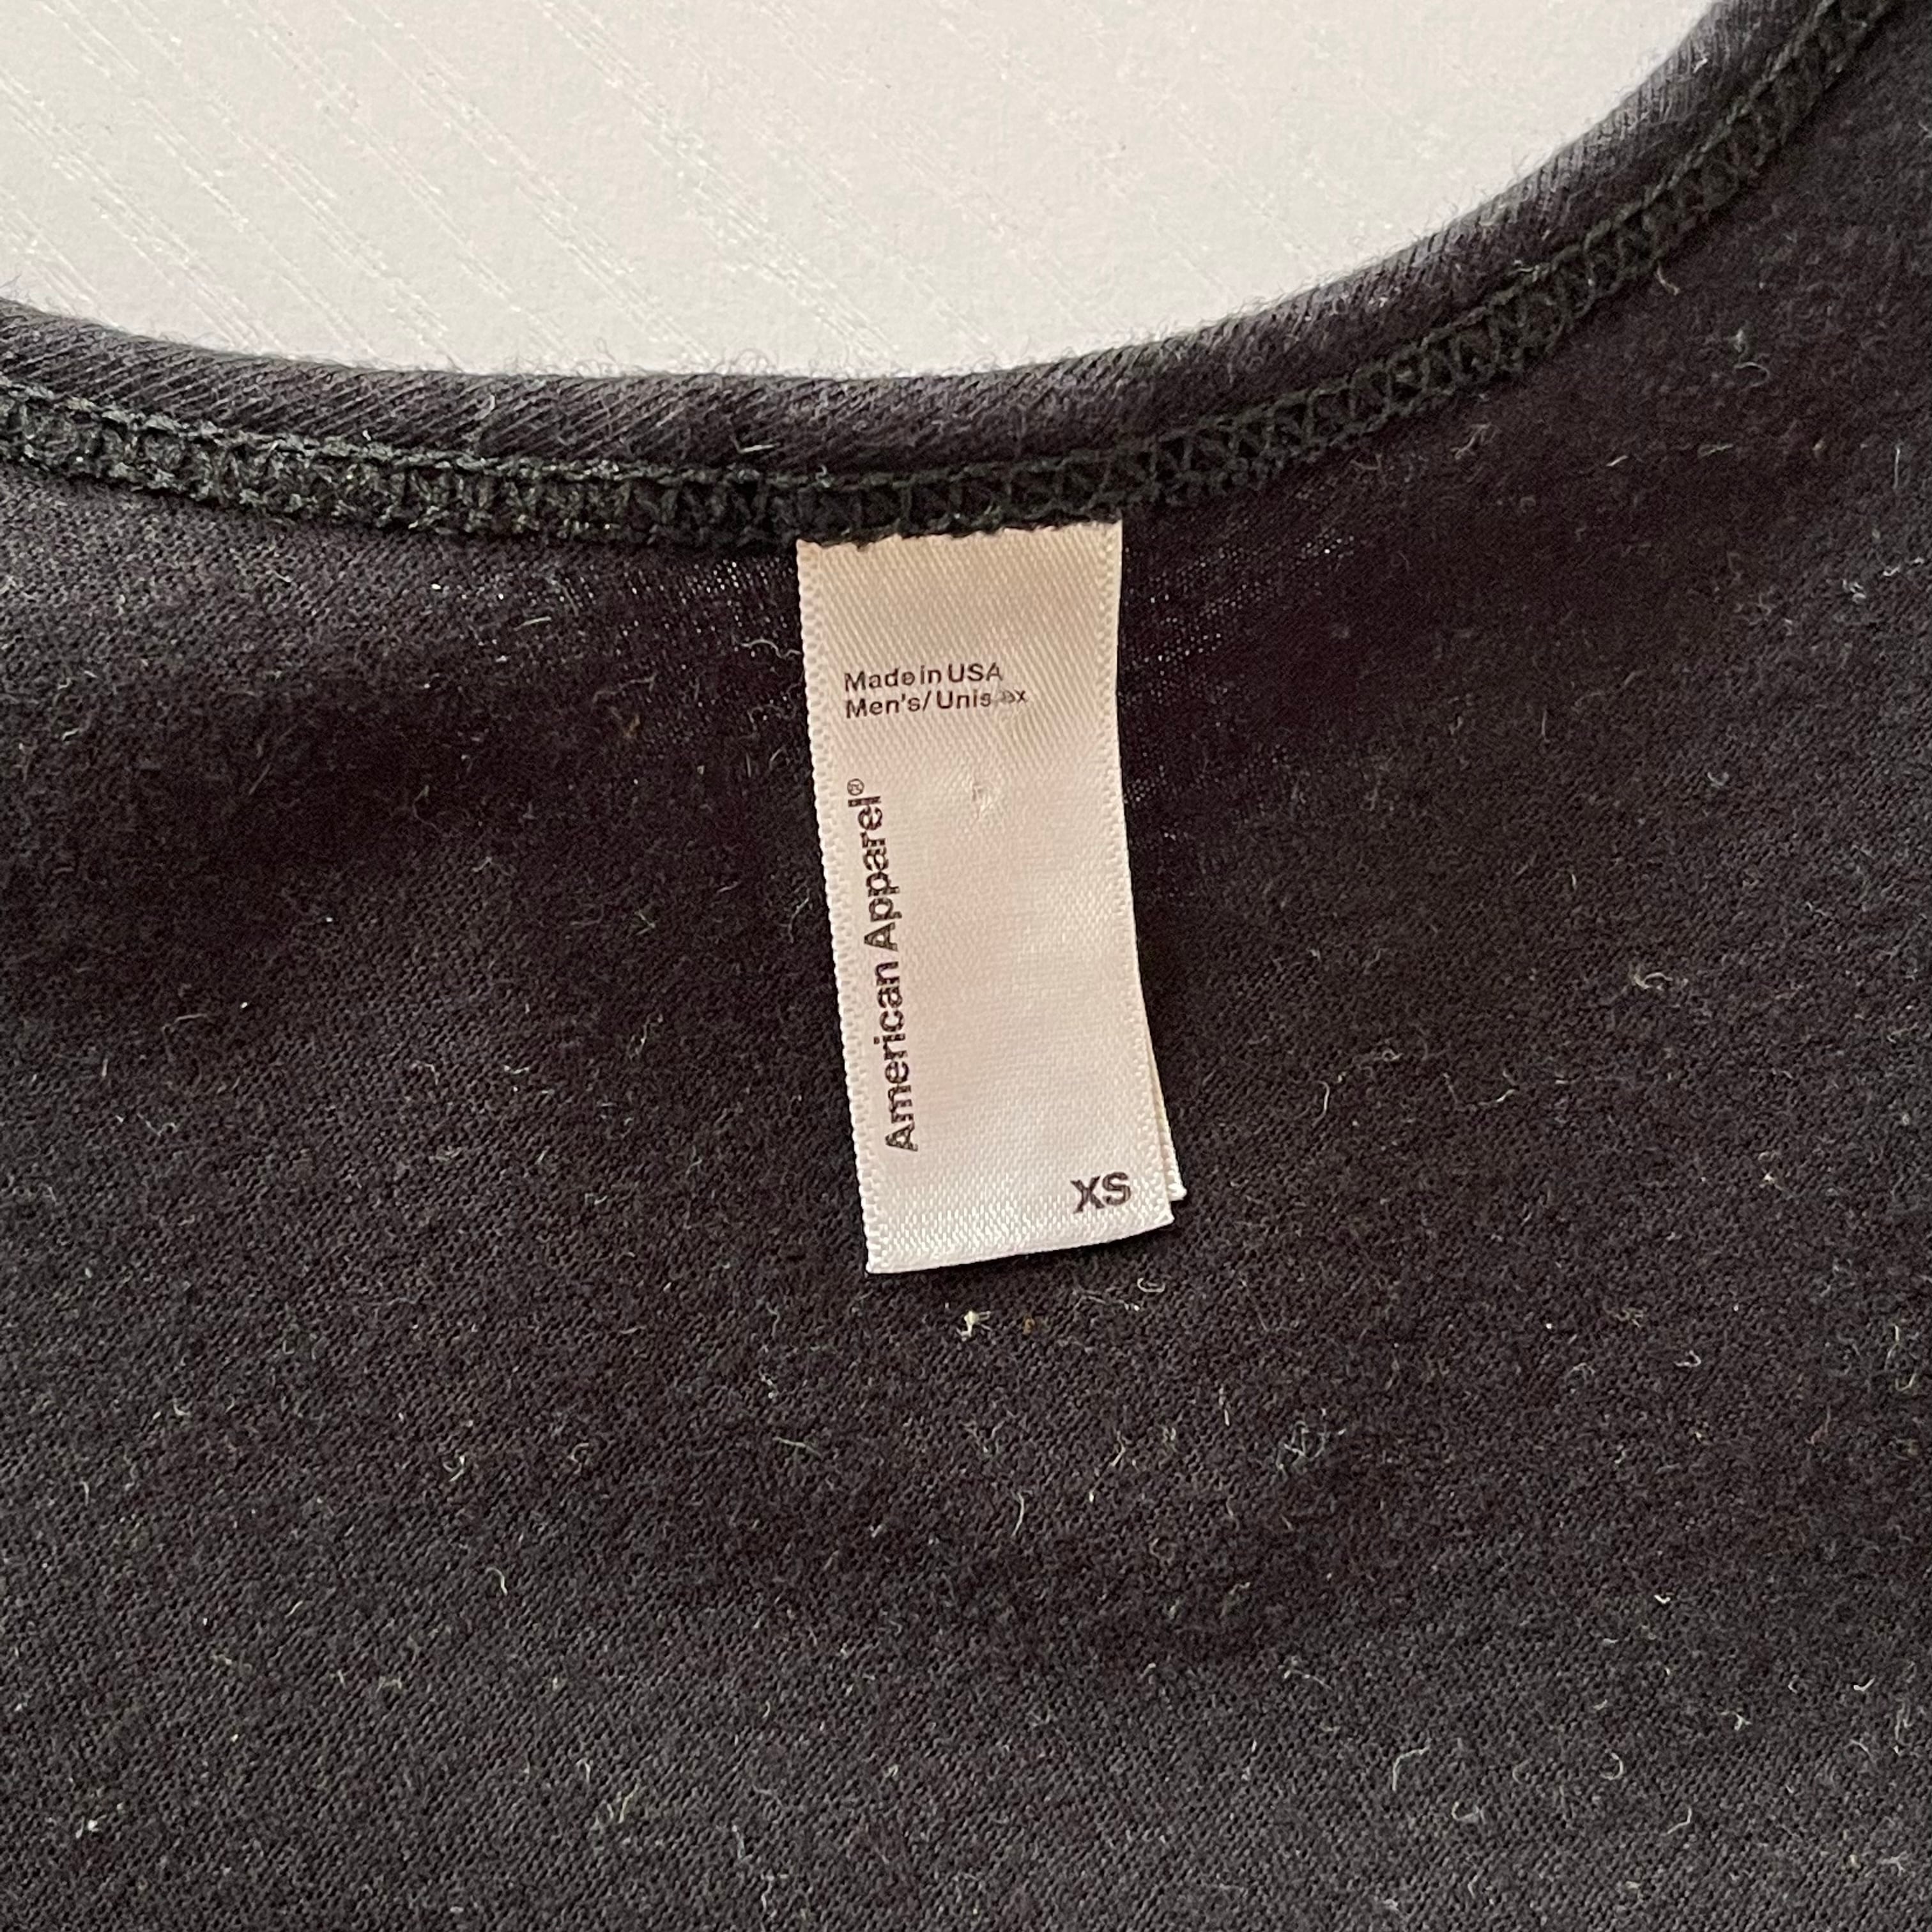 Made in USA
Men's/Unisex
American Apparel®
XS